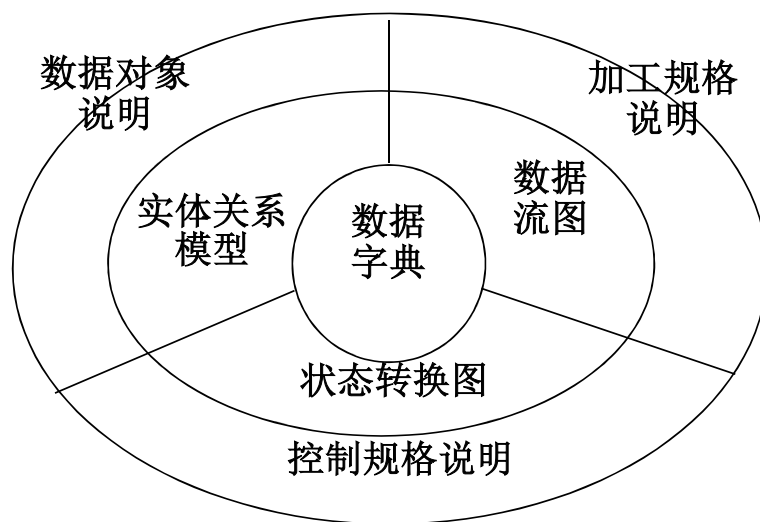 数据对象
说明
加工规格
说明
实体关系
模型
数据
字典
数据
流图
状态转换图
控制规格说明